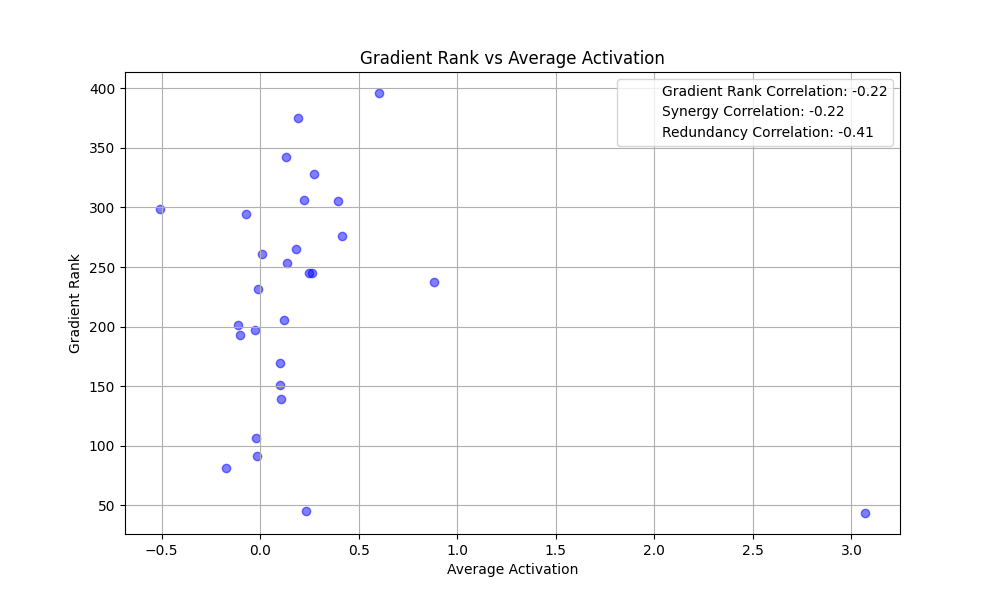 Gradient Rank vs Average Activation
Gradient Rank Correlation: -0.22
Synergy Correlation: -0.22
Redundancy Correlation: -0.41
400
350
300
250
200
150
100
50
Gradient Rank
−0.5 0.0 0.5 1.0 1.5 2.0 2.5 3.0
Average Activation